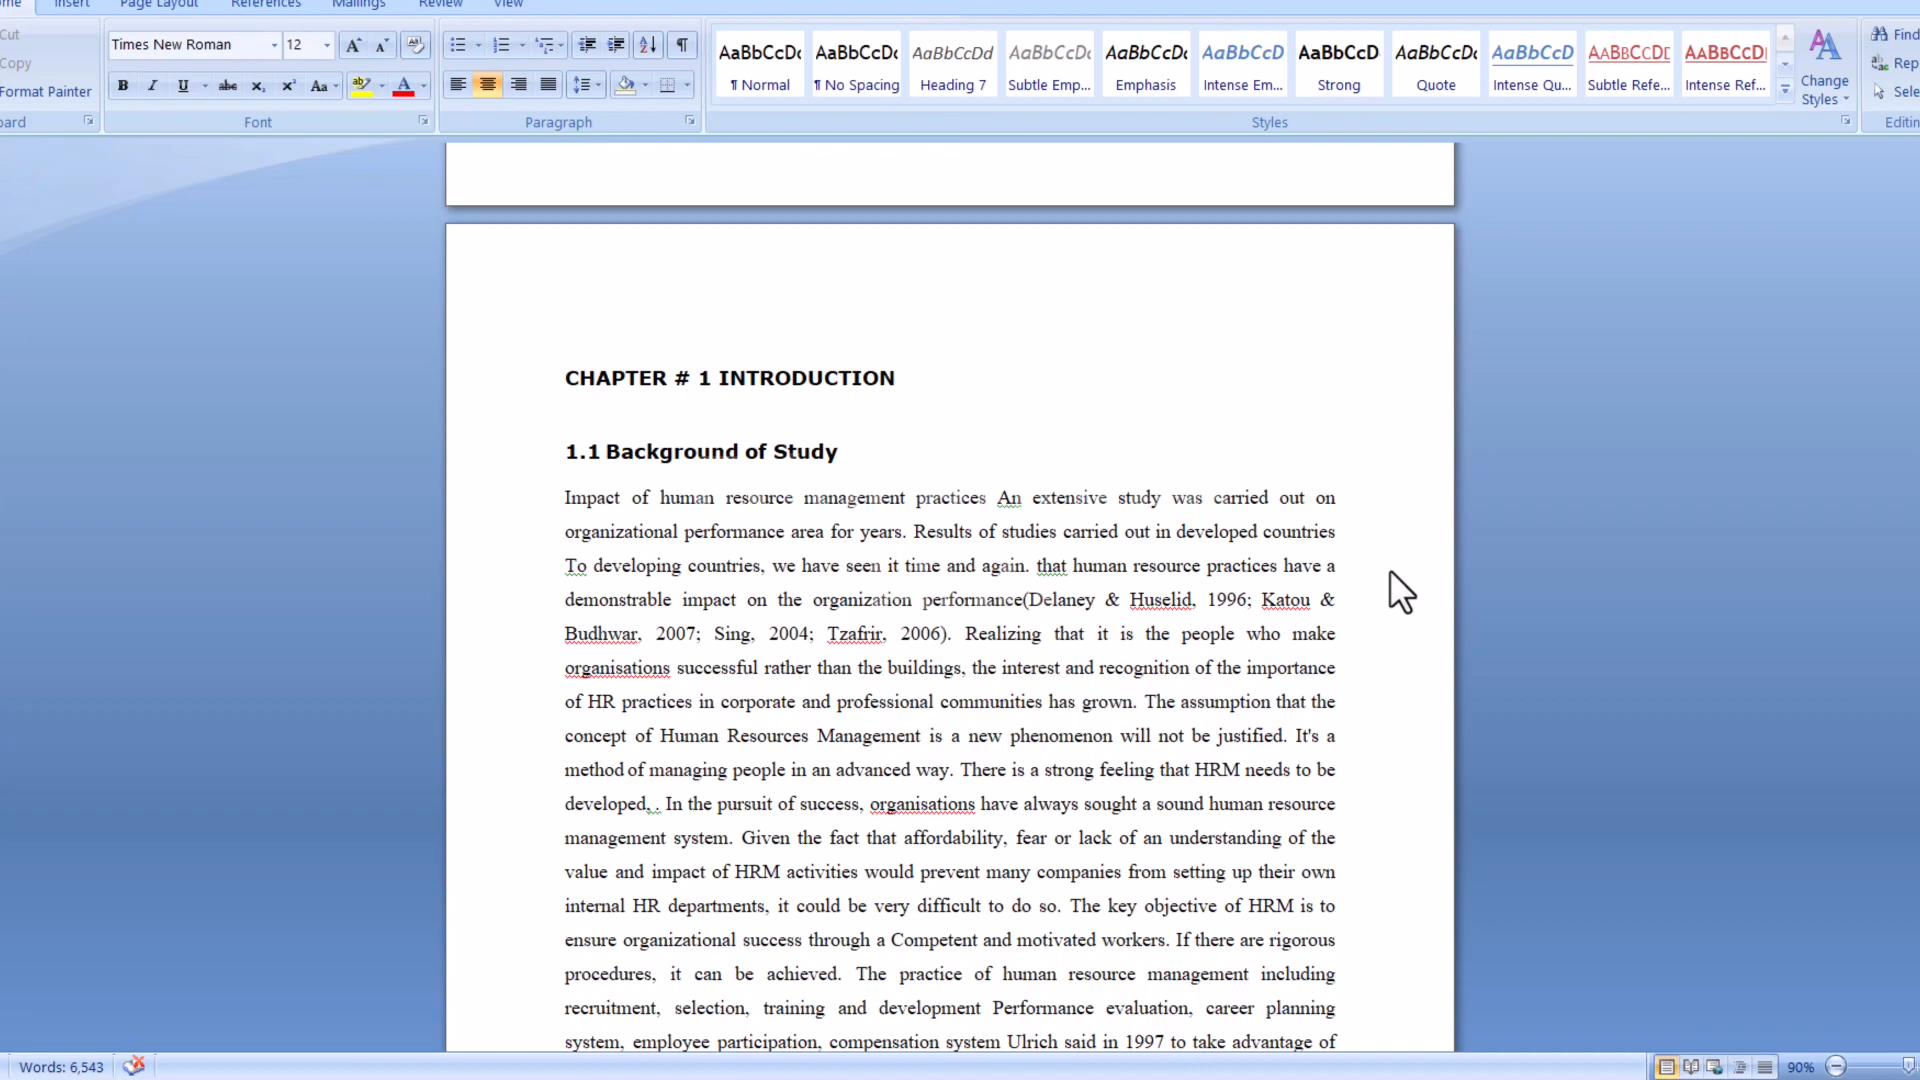 Insert Page Layout References Mailings Review View
Cut
Copy
Format Painter
Times New Roman 12
Font
Paragraph
AaBbCcDc AaBbCcDc AaBbCcDd AaBbCcDc AaBbCcDc AaBbCcD AaBbCcD AaBbCcDc AaBbCcD AABBCCDD AABBCCDD
¶ Normal ¶ No Spacing Heading 7 Subtle Emp... Emphasis Intense Em... Strong Quote Intense Qu... Subtle Refe... Intense Ref...
Change
Styles
Styles
Find
Rep
Sele
Editin
CHAPTER # 1 INTRODUCTION
1.1 Background of Study
Impact of human resource management practices An extensive study was carried out on
organizational performance area for years. Results of studies carried out in developed countries
To developing countries, we have seen it time and again. that human resource practices have a
demonstrable impact on the organization performance(Delaney & Huselid, 1996; Katou &
Budhwar, 2007; Sing, 2004; Tzafrir, 2006). Realizing that it is the people who make
organisations successful rather than the buildings, the interest and recognition of the importance
of HR practices in corporate and professional communities has grown. The assumption that the
concept of Human Resources Management is a new phenomenon will not be justified. It's a
method of managing people in an advanced way. There is a strong feeling that HRM needs to be
developed, . In the pursuit of success, organisations have always sought a sound human resource
management system. Given the fact that affordability, fear or lack of an understanding of the
value and impact of HRM activities would prevent many companies from setting up their own
internal HR departments, it could be very difficult to do so. The key objective of HRM is to
ensure organizational success through a Competent and motivated workers. If there are rigorous
procedures, it can be achieved. The practice of human resource management including
recruitment, selection, training and development Performance evaluation, career planning
system, employee participation, compensation system Ulrich said in 1997 to take advantage of
Words: 6,543
90%